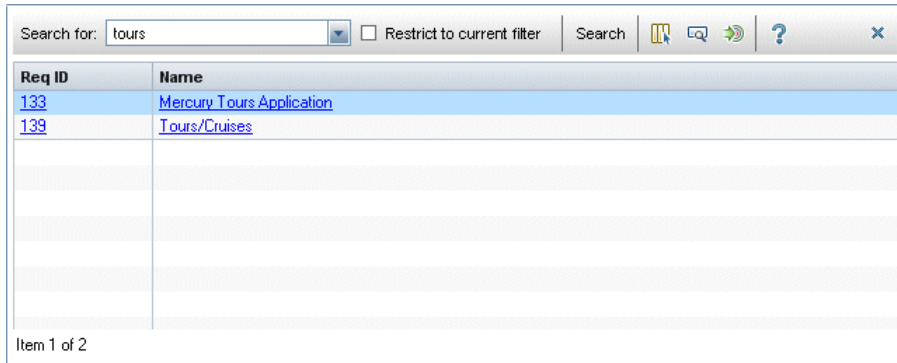 Search for: tours Restrict to current filter Search ?
Req ID Name
133 Mercury Tours Application
139 Tours/Cruises
Item 1 of 2